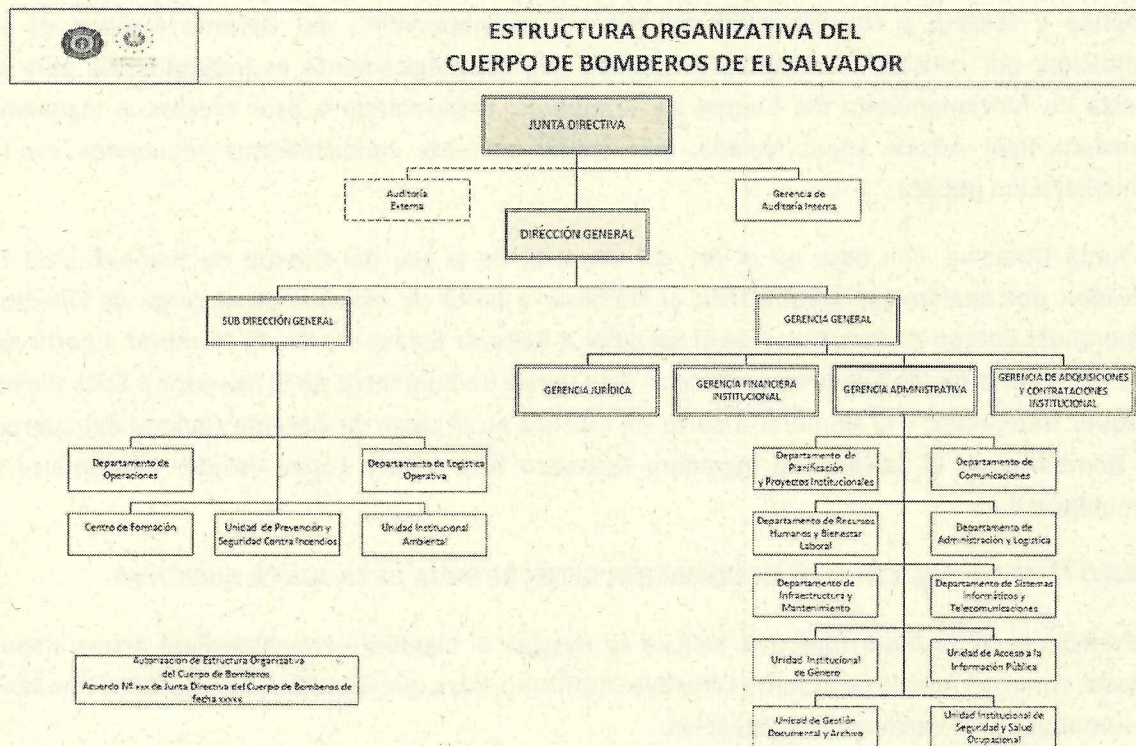 ESTRUCTURA ORGANIZATIVA DEL
CUERPO DE BOMBEROS DE EL SALVADOR
JUNTA DIRECTIVA
Auditoría
Externa
Gerencia de
Auditoría Interna
DIRECCIÓN GENERAL
SUB DIRECCIÓN GENERAL
GERENCIA GENERAL
GERENCIA JURÍDICA
GERENCIA FINANCIERA
INSTITUCIONAL
GERENCIA ADMINISTRATIVA
GERENCIA DE ADQUISICIONES
Y CONTRATACIONES
INSTITUCIONAL
Departamento de
Operaciones
Departamento de Logística
Operativa
Centro de Formación
Unidad de Prevención y
Seguridad Contra Incendios
Unidad Institucional
Ambiental
Departamento de
Planificación
y Proyectos Institucionales
Departamento de
Comunicaciones
Departamento de Recursos
Humanos y Bienestar
Laboral
Departamento de
Administración y Logística
Departamento de
Infraestructura y
Mantenimiento
Departamento de Sistemas
Informáticos y
Telecomunicaciones
Unidad Institucional
de Género
Unidad de Acceso a la
Información Pública
Unidad de Gestión
Documental y Archivo
Unidad Institucional de
Seguridad y Salud
Ocupacional
Autorización de Estructura Organizativa
del Cuerpo de Bomberos
Acuerdo Nº xxx de Junta Directiva del Cuerpo de Bomberos de
fecha xxxx